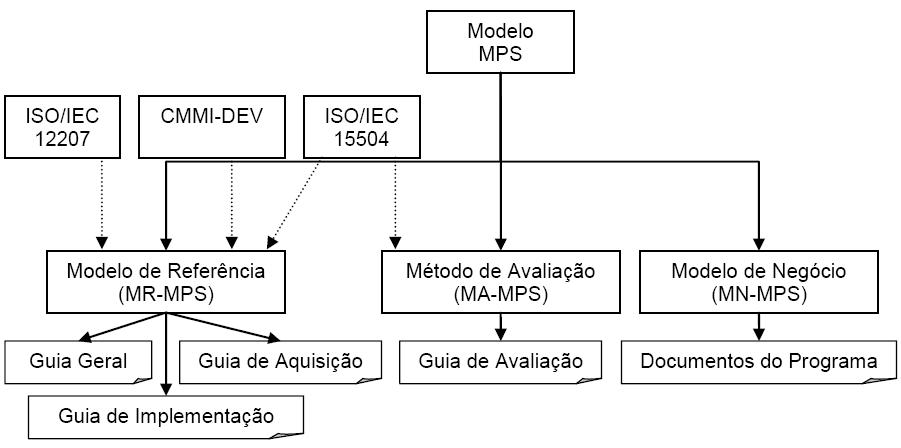 Modelo
MPS
ISO/IEC
12207
CMMI-DEV
ISO/IEC
15504
Modelo de Referência
(MR-MPS)
Método de Avaliação
(MA-MPS)
Modelo de Negócio
(MN-MPS)
Guia Geral
Guia de Aquisição
Guia de Avaliação
Documentos do Programa
Guia de Implementação